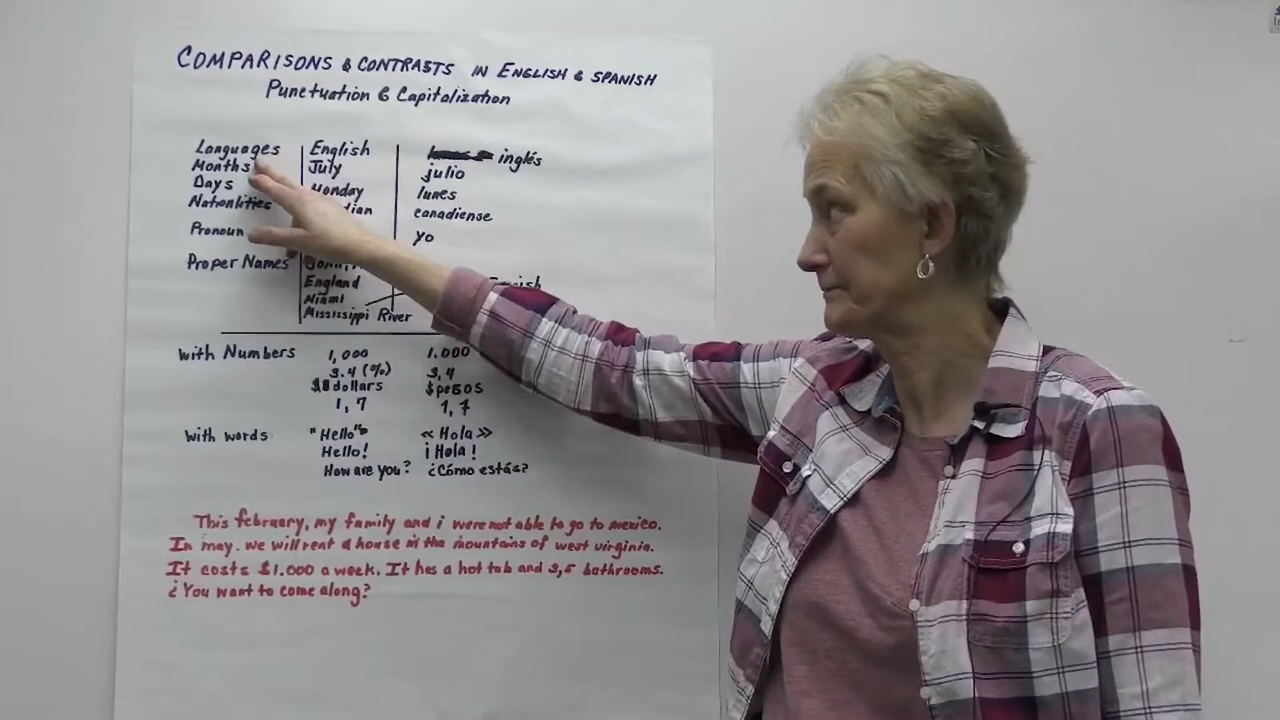 COMPARISONS & CONTRASTS IN ENGLISH & SPANISH
Punctuation & Capitalization
Languages English inglés
Months July julio
Days Monday lunes
Nationlities canadiense
Pronoun yo
Proper Names
England
Miami
Mississippi River
With Numbers 1,000 1.000
3.4 (%) 3,4
dollars $pesos
1, 7 1, 7
with words "Hello" « Hola »
Hello! ¡Hola!
How are you? ¿Cómo estás?
This february, my family and i were not able to go to mexico.
In may. we will rent a house in the mountains of west virginia.
It costs $1.000 a week. It has a hot tub and 3,5 bathrooms.
¿You want to come along?